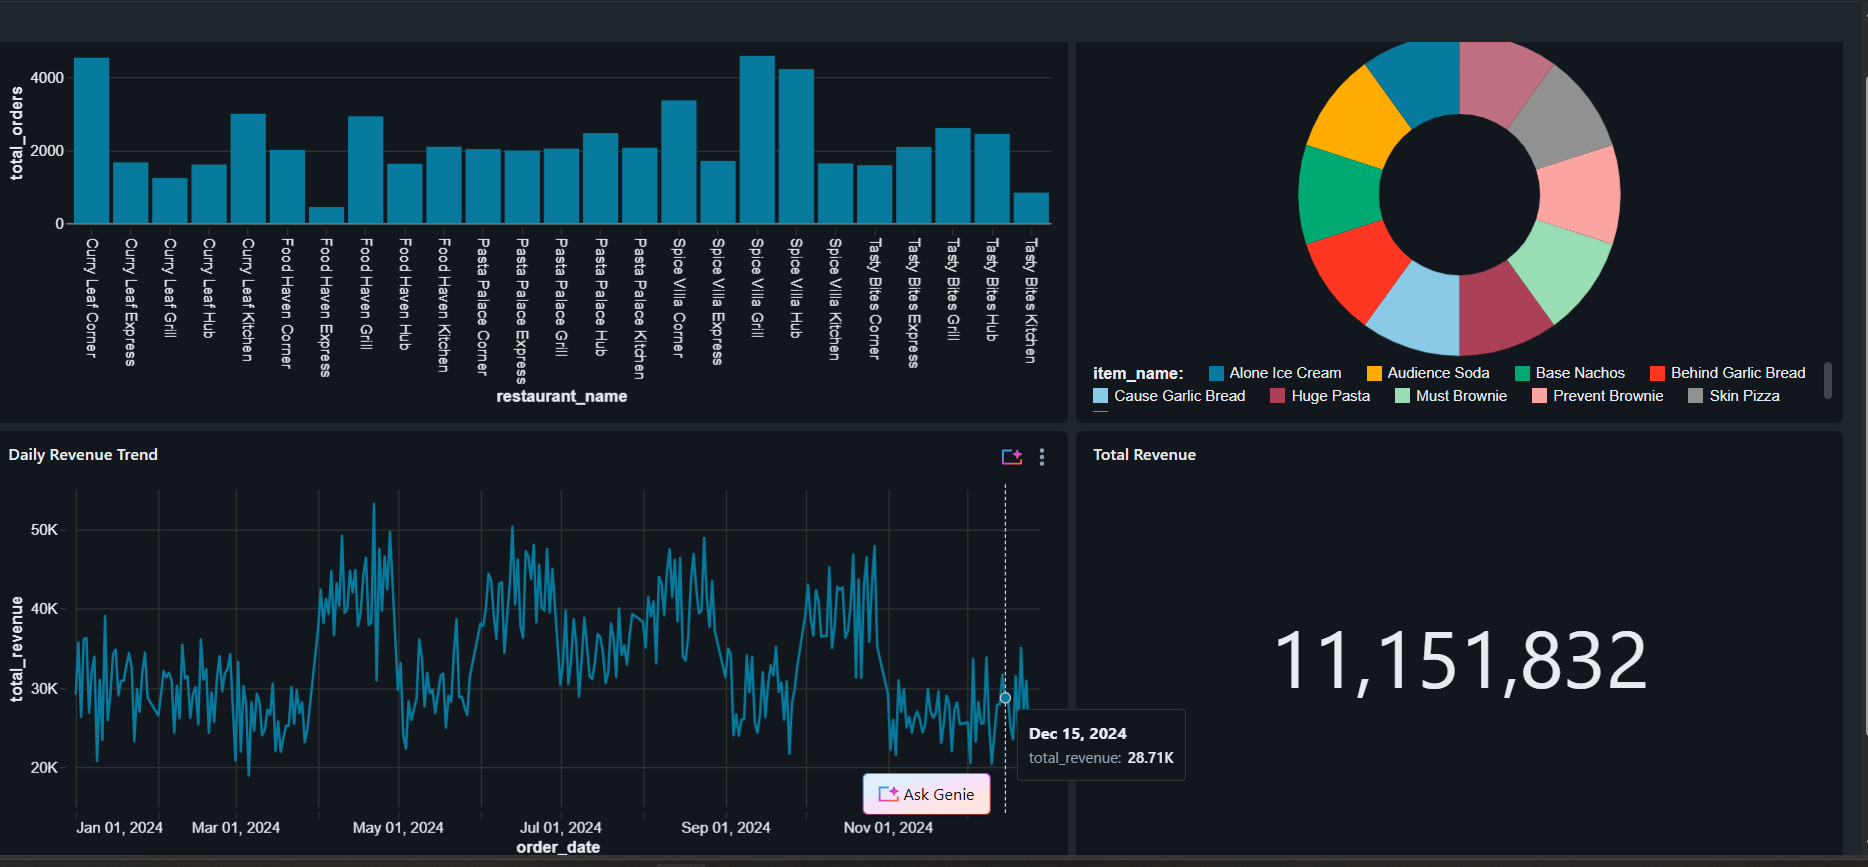 total_orders
4000
2000
0
Curry Leaf Corner
Curry Leaf Express
Curry Leaf Grill
Curry Leaf Hub
Curry Leaf Kitchen
Food Haven Corner
Food Haven Express
Food Haven Grill
Food Haven Hub
Food Haven Kitchen
Pasta Palace Corner
Pasta Palace Express
Pasta Palace Grill
Pasta Palace Hub
Pasta Palace Kitchen
Spice Villa Corner
Spice Villa Express
Spice Villa Grill
Spice Villa Hub
Spice Villa Kitchen
Tasty Bites Corner
Tasty Bites Express
Tasty Bites Grill
Tasty Bites Hub
Tasty Bites Kitchen
restaurant_name
item_name: Alone Ice Cream Audience Soda Base Nachos Behind Garlic Bread
Cause Garlic Bread Huge Pasta Must Brownie Prevent Brownie Skin Pizza
Daily Revenue Trend
total_revenue
50K
40K
30K
20K
Jan 01, 2024 Mar 01, 2024 May 01, 2024 Jul 01, 2024 Sep 01, 2024 Nov 01, 2024
order_date
Dec 15, 2024
total_revenue: 28.71K
Ask Genie
Total Revenue
11,151,832